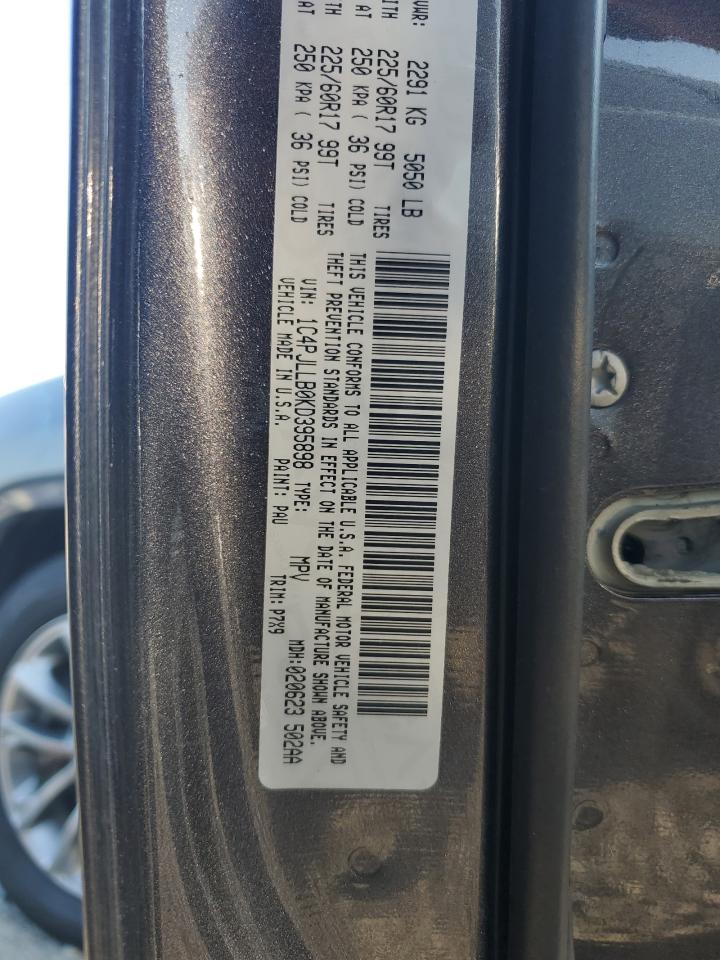 GVWR: 2291 KG 5050 LB
WITH 225/60R17 99T TIRES
AT 250 KPA ( 36 PSI) COLD
WITH 225/60R17 99T TIRES
AT 250 KPA ( 36 PSI) COLD
THIS VEHICLE CONFORMS TO ALL APPLICABLE U.S.A. FEDERAL MOTOR VEHICLE SAFETY AND
THEFT PREVENTION STANDARDS IN EFFECT ON THE DATE OF MANUFACTURE SHOWN ABOVE.
VIN: 1C4PJLLB0KD395898 TYPE: MPV MDH:020623 502AA
VEHICLE MADE IN U.S.A. PAINT: PAU TRIM: P7X9